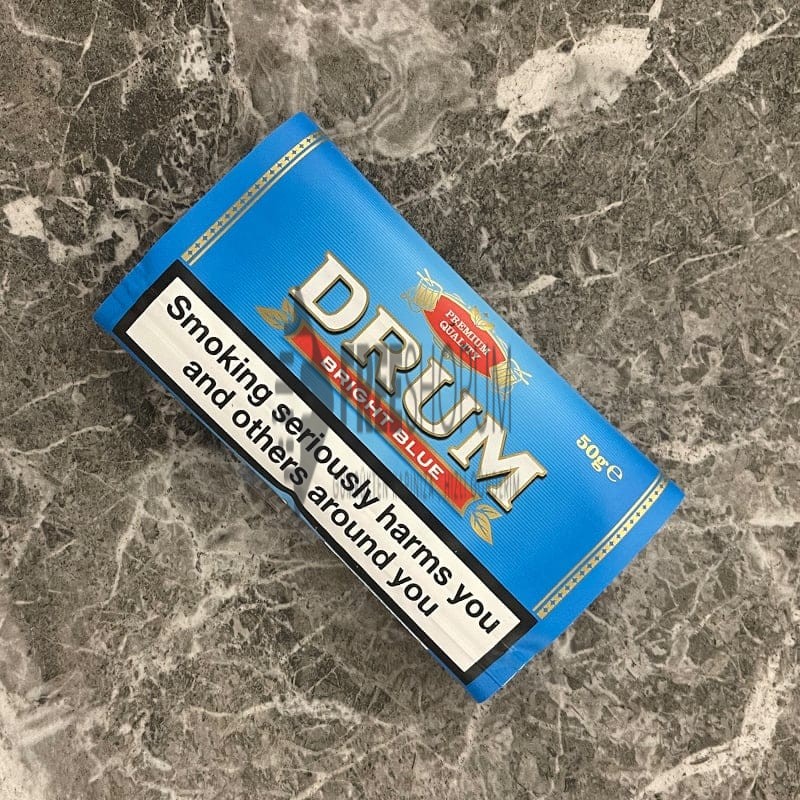 PREMIUM
QUALITY
DRUM
BRIGHT BLUE
50g℮
Smoking seriously harms you
and others around you